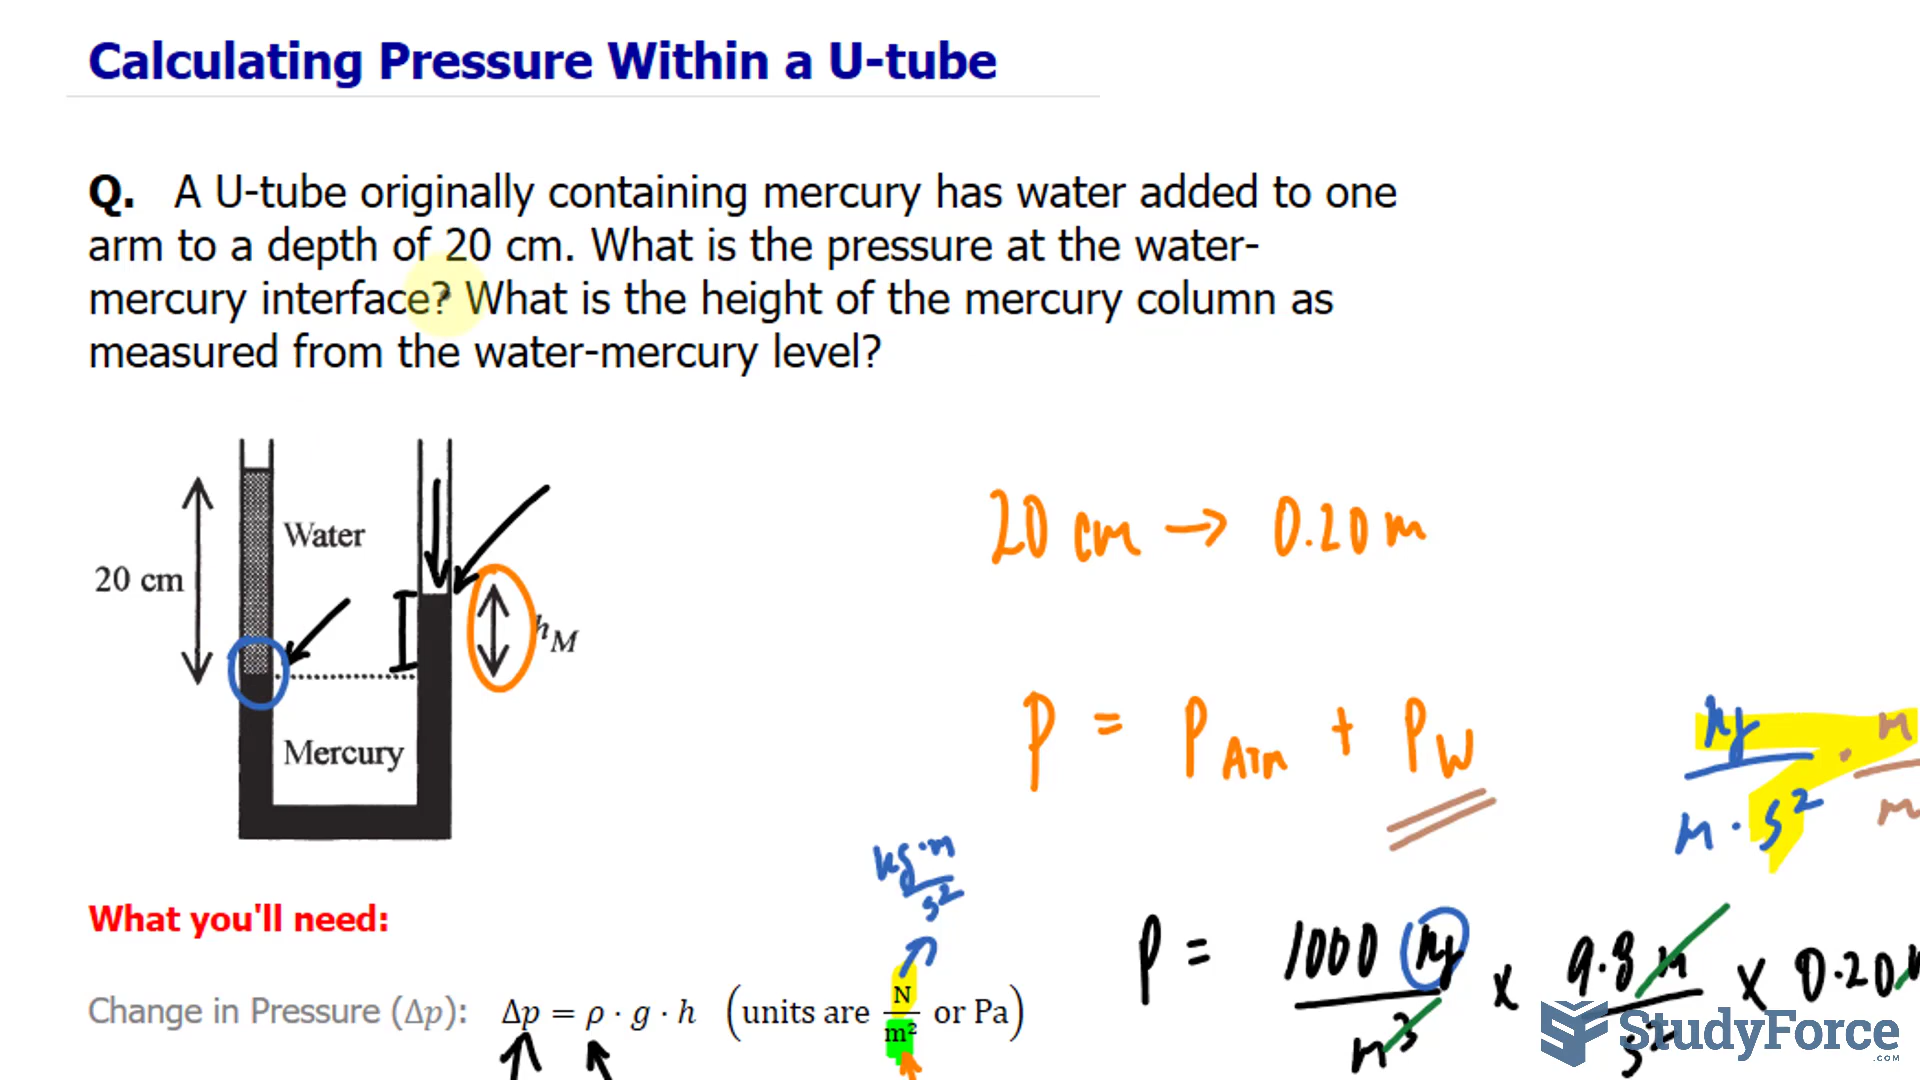 Calculating Pressure Within a U-tube
Q. A U-tube originally containing mercury has water added to one
arm to a depth of 20 cm. What is the pressure at the water-
mercury interface? What is the height of the mercury column as
measured from the water-mercury level?
20 cm
Water
h_M
Mercury
20 cm → 0.20 m
P = P_ATM + P_W
kg/m · s² · m/m
What you'll need:
kg·m/s²
Change in Pressure (Δp): Δp = ρ · g · h (units are N/m² or Pa)
P = 1000 kg/m³ x 9.8 m/s² x 0.20 m
StudyForce
.COM